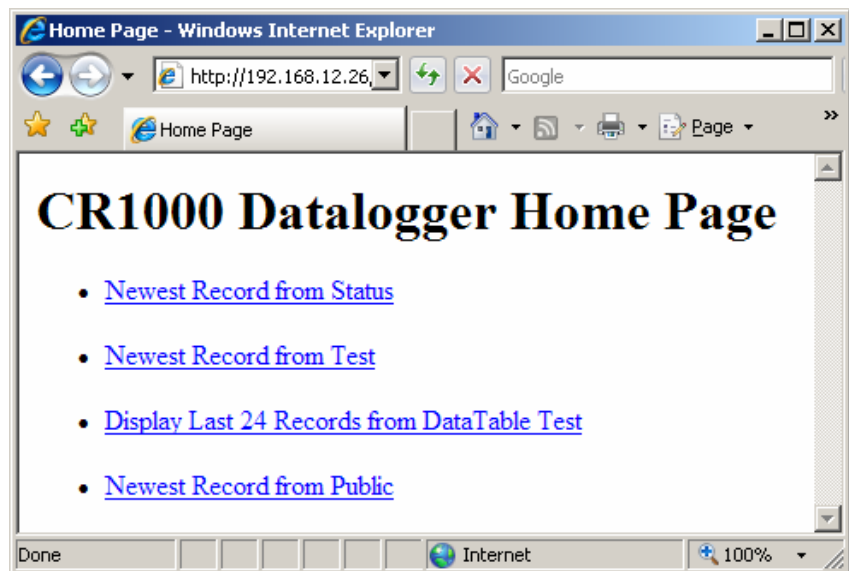 Home Page - Windows Internet Explorer
http://192.168.12.26,
Google
Home Page
Page
CR1000 Datalogger Home Page
Newest Record from Status
Newest Record from Test
Display Last 24 Records from DataTable Test
Newest Record from Public
Done
Internet
100%